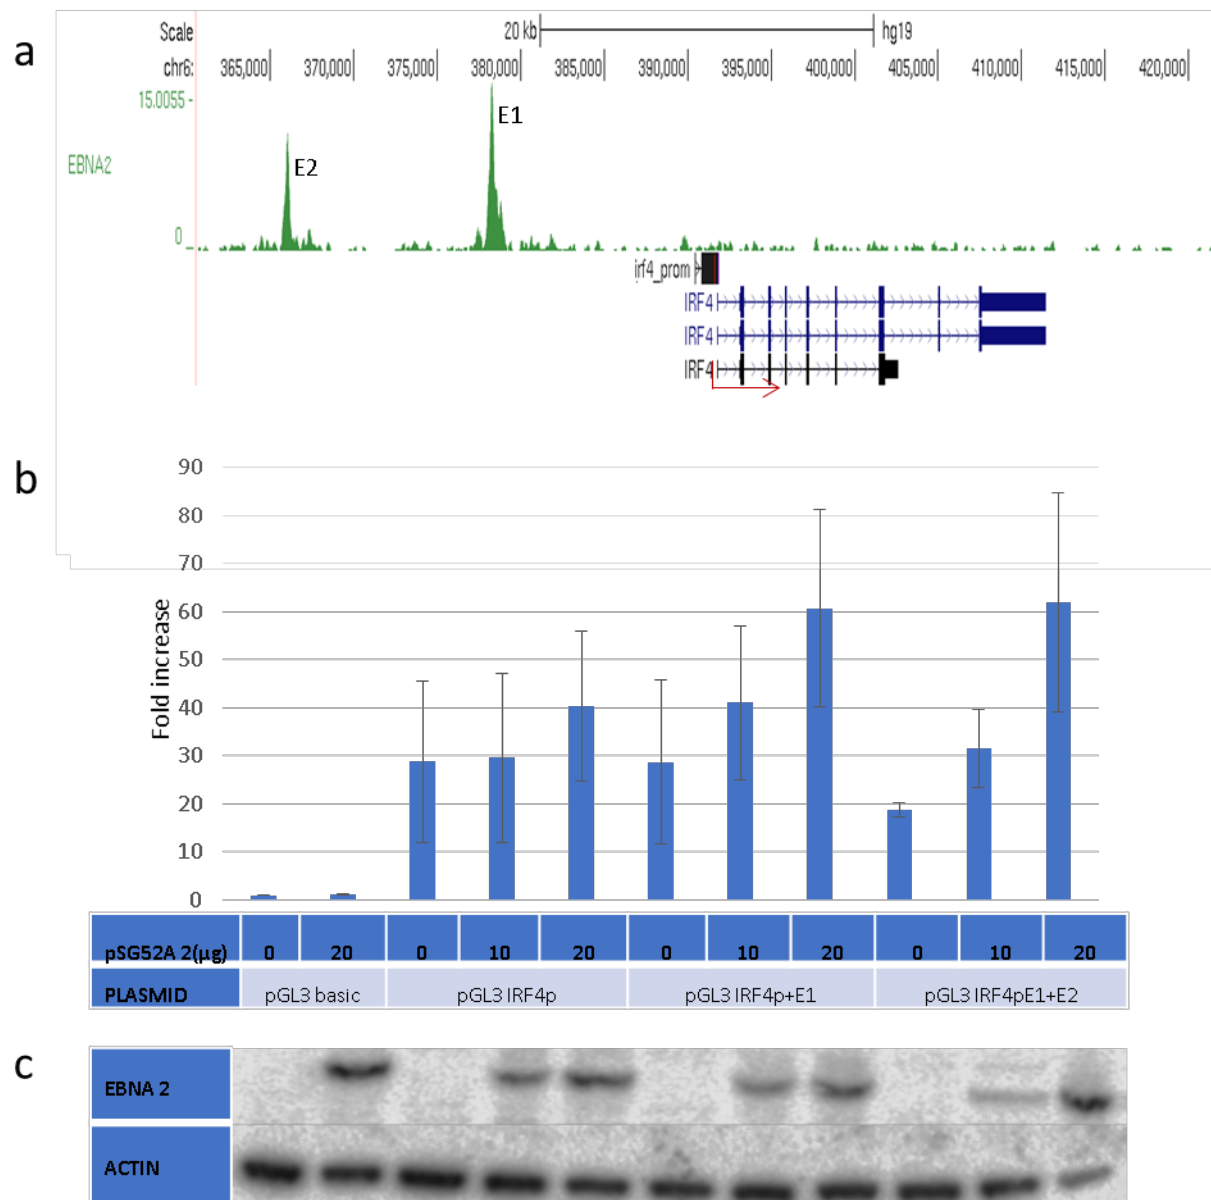 a
Scale 20 kb hg19
chr6: 365,000 370,000 375,000 380,000 385,000 390,000 395,000 400,000 405,000 410,000 415,000 420,000
15.0055 -
E1
EBNA2
E2
0
irf4_prom
IRF4
IRF4
IRF4
b
90
80
70
60
50
40
30
20
10
0
Fold increase
pSG52A 2(μg) 0 20 0 10 20 0 10 20 0 10 20
PLASMID pGL3 basic pGL3 IRF4p pGL3 IRF4p+E1 pGL3 IRF4pE1+E2
c
EBNA 2
ACTIN